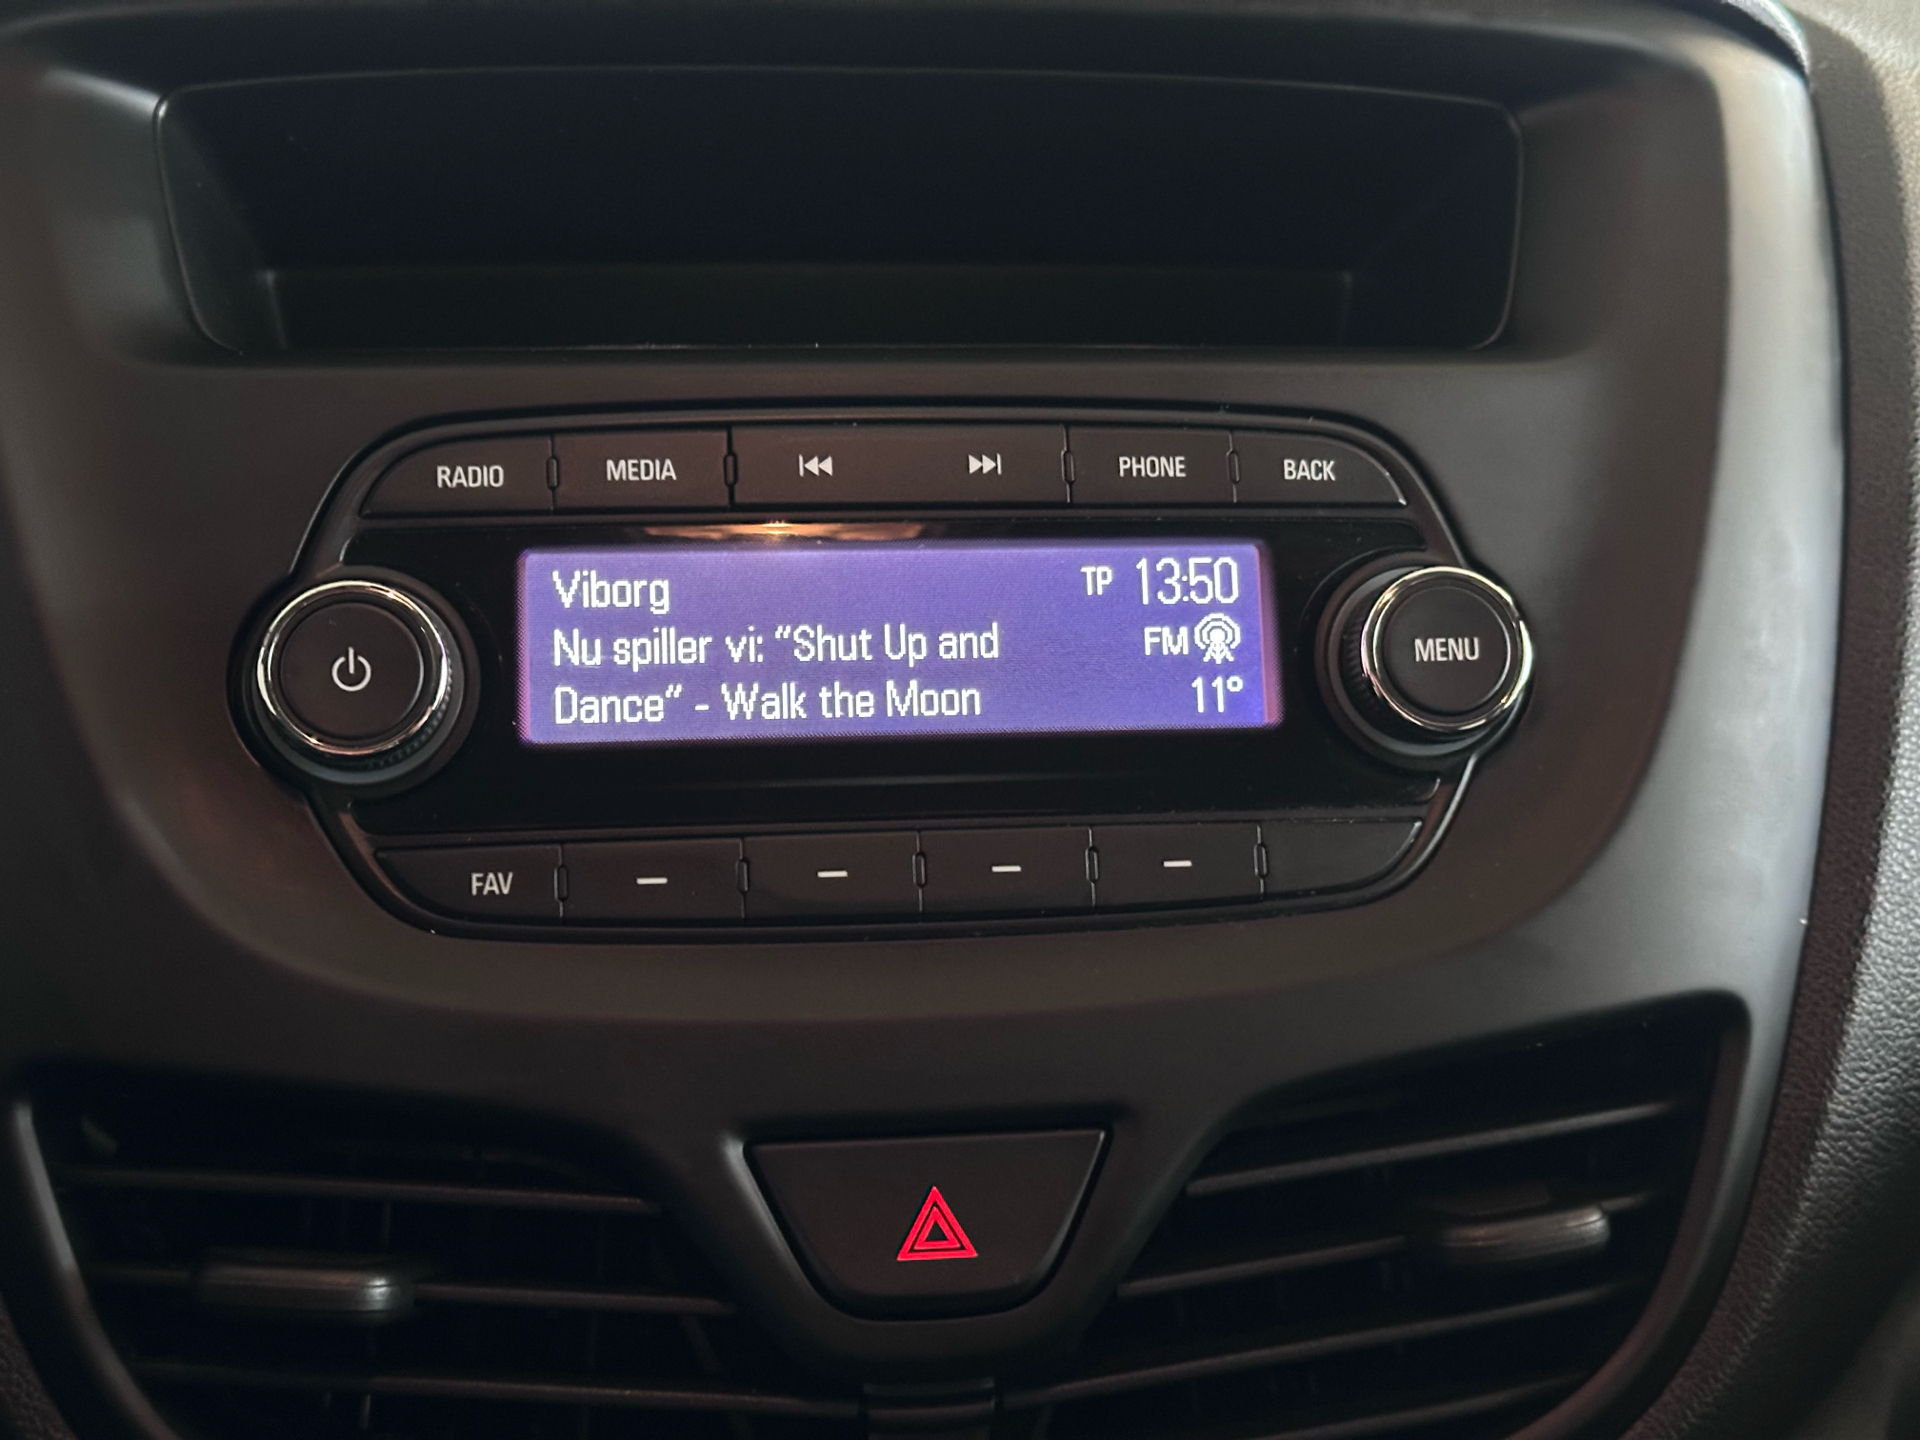 RADIO MEDIA PHONE BACK
Viborg TP 13:50
Nu spiller vi: "Shut Up and FM
Dance" - Walk the Moon 11°
MENU
FAV